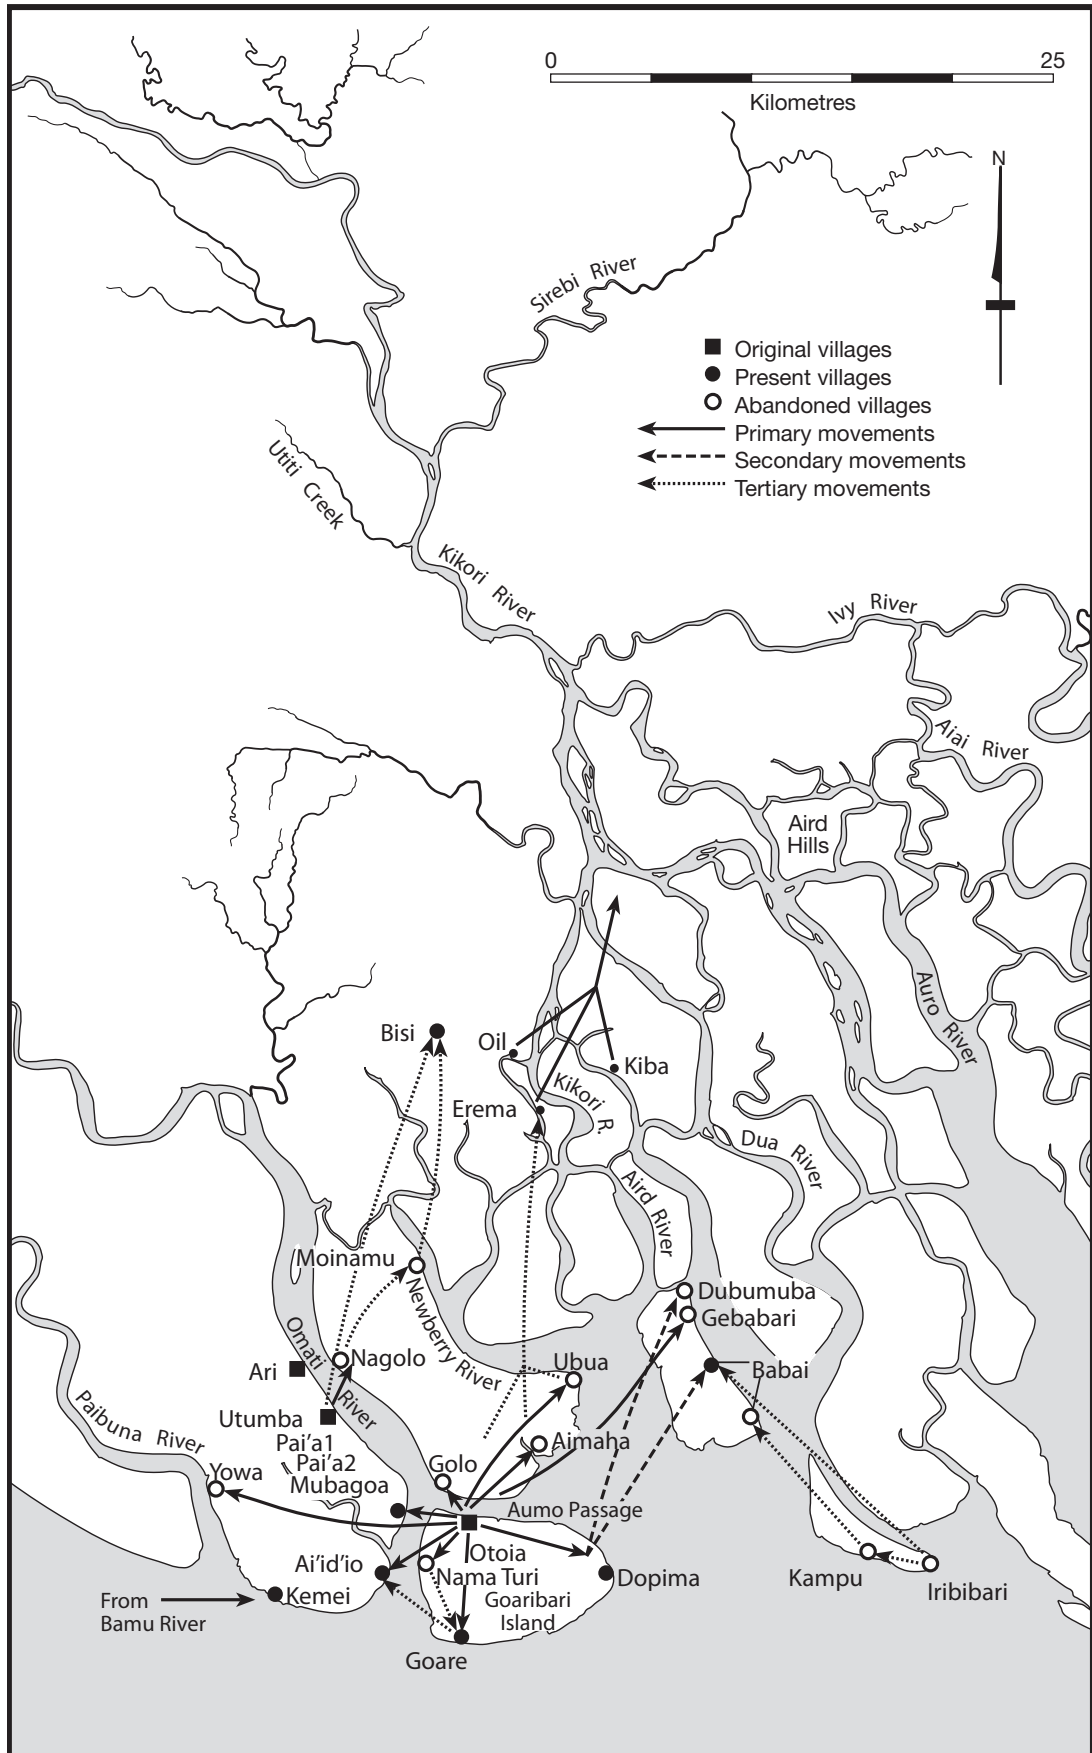 0 25
Kilometres
N
Sirebi River
Original villages
Present villages
Abandoned villages
Primary movements
Secondary movements
Tertiary movements
Utiti Creek
Kikori River
Ivy River
Aiai River
Aird
Hills
Auro River
Bisi
Oil
Kiba
Kikori R.
Erema
Dua River
Aird River
Moinamu
Newberry River
Dubumuba
Gebabari
Omati River
Nagolo
Ari
Ubua
Babai
Utumba
Paibuna River
Pai'a1
Pai'a2
Mubagoa
Aimaha
Golo
Yowa
Aumo Passage
Otoia
Ai'id'io
Nama Turi
Dopima
Kampu
Iribibari
Goaribari
Island
From
Bamu River
Kemei
Goare